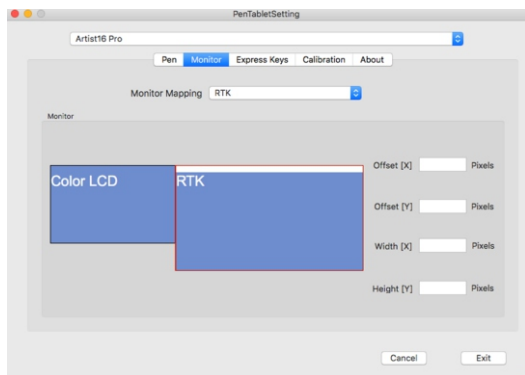 PenTabletSetting
Artist16 Pro
Pen Monitor Express Keys Calibration About
Monitor Mapping RTK
Monitor
Color LCD RTK
Offset [X] Pixels
Offset [Y] Pixels
Width [X] Pixels
Height [Y] Pixels
Cancel Exit